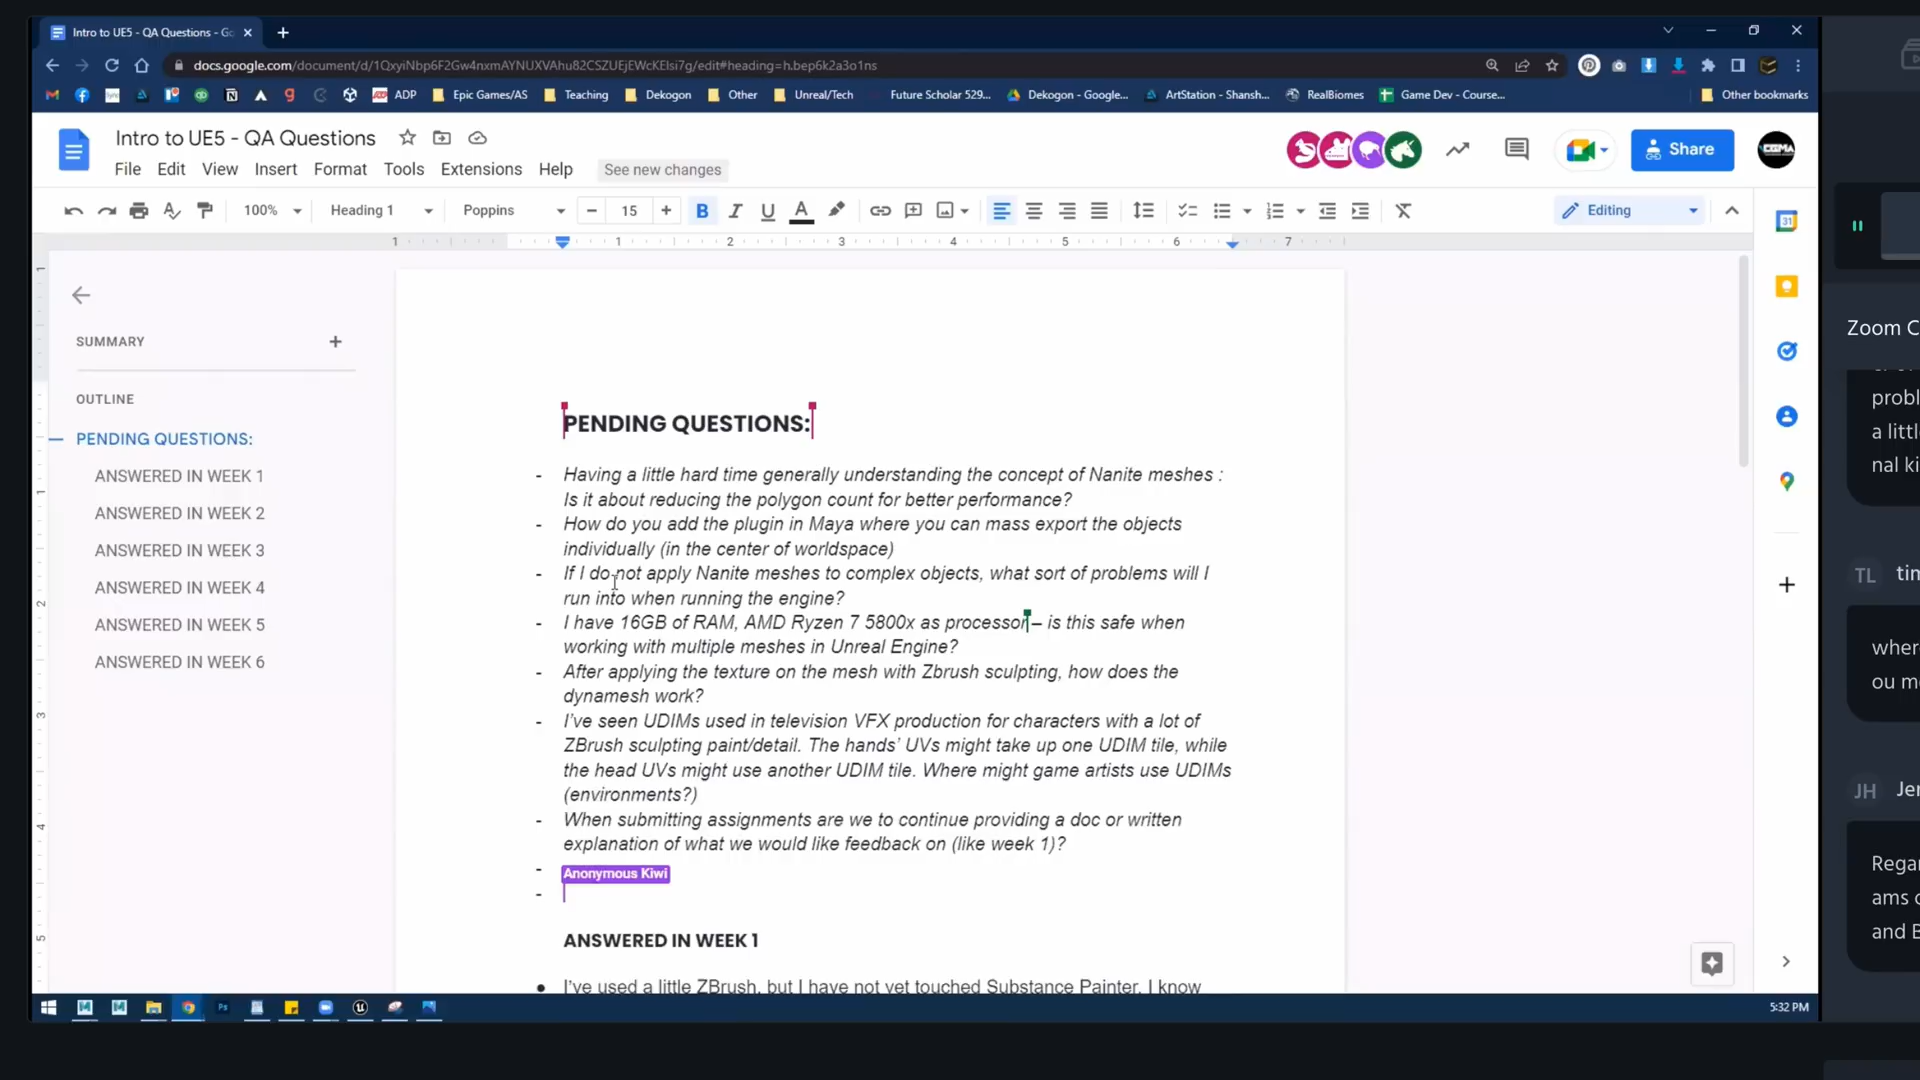 Intro to UE5 - QA Questions - Go
docs.google.com/document/d/1QxyiNbp6F2Gw4nxmAYNUXVAhu82CSZUEjEWcKEIsi7g/edit#heading=h.bep6k2a3o1ns
ADP
Epic Games/AS
Teaching
Dekogon
Other
Unreal/Tech
Future Scholar 529...
Dekogon - Google...
ArtStation - Shansh...
RealBiomes
Game Dev - Course...
Other bookmarks
Intro to UE5 - QA Questions
Share
File Edit View Insert Format Tools Extensions Help See new changes
100% Heading 1 Poppins 15 Editing
1 1 2 3 4 5 6 7
SUMMARY
OUTLINE
PENDING QUESTIONS:
ANSWERED IN WEEK 1
ANSWERED IN WEEK 2
ANSWERED IN WEEK 3
ANSWERED IN WEEK 4
ANSWERED IN WEEK 5
ANSWERED IN WEEK 6
PENDING QUESTIONS:
- Having a little hard time generally understanding the concept of Nanite meshes :
Is it about reducing the polygon count for better performance?
- How do you add the plugin in Maya where you can mass export the objects
individually (in the center of worldspace)
- If I do not apply Nanite meshes to complex objects, what sort of problems will I
run into when running the engine?
- I have 16GB of RAM, AMD Ryzen 7 5800x as processor – is this safe when
working with multiple meshes in Unreal Engine?
- After applying the texture on the mesh with Zbrush sculpting, how does the
dynamesh work?
- I've seen UDIMs used in television VFX production for characters with a lot of
ZBrush sculpting paint/detail. The hands' UVs might take up one UDIM tile, while
the head UVs might use another UDIM tile. Where might game artists use UDIMs
(environments?)
- When submitting assignments are we to continue providing a doc or written
explanation of what we would like feedback on (like week 1)?
-
Anonymous Kiwi
-
ANSWERED IN WEEK 1
● I've used a little ZBrush, but I have not yet touched Substance Painter. I know
Zoom C
probl
a littl
nal ki
TL tim
wher
ou m
JH Jer
Regar
ams c
and B
5:32 PM